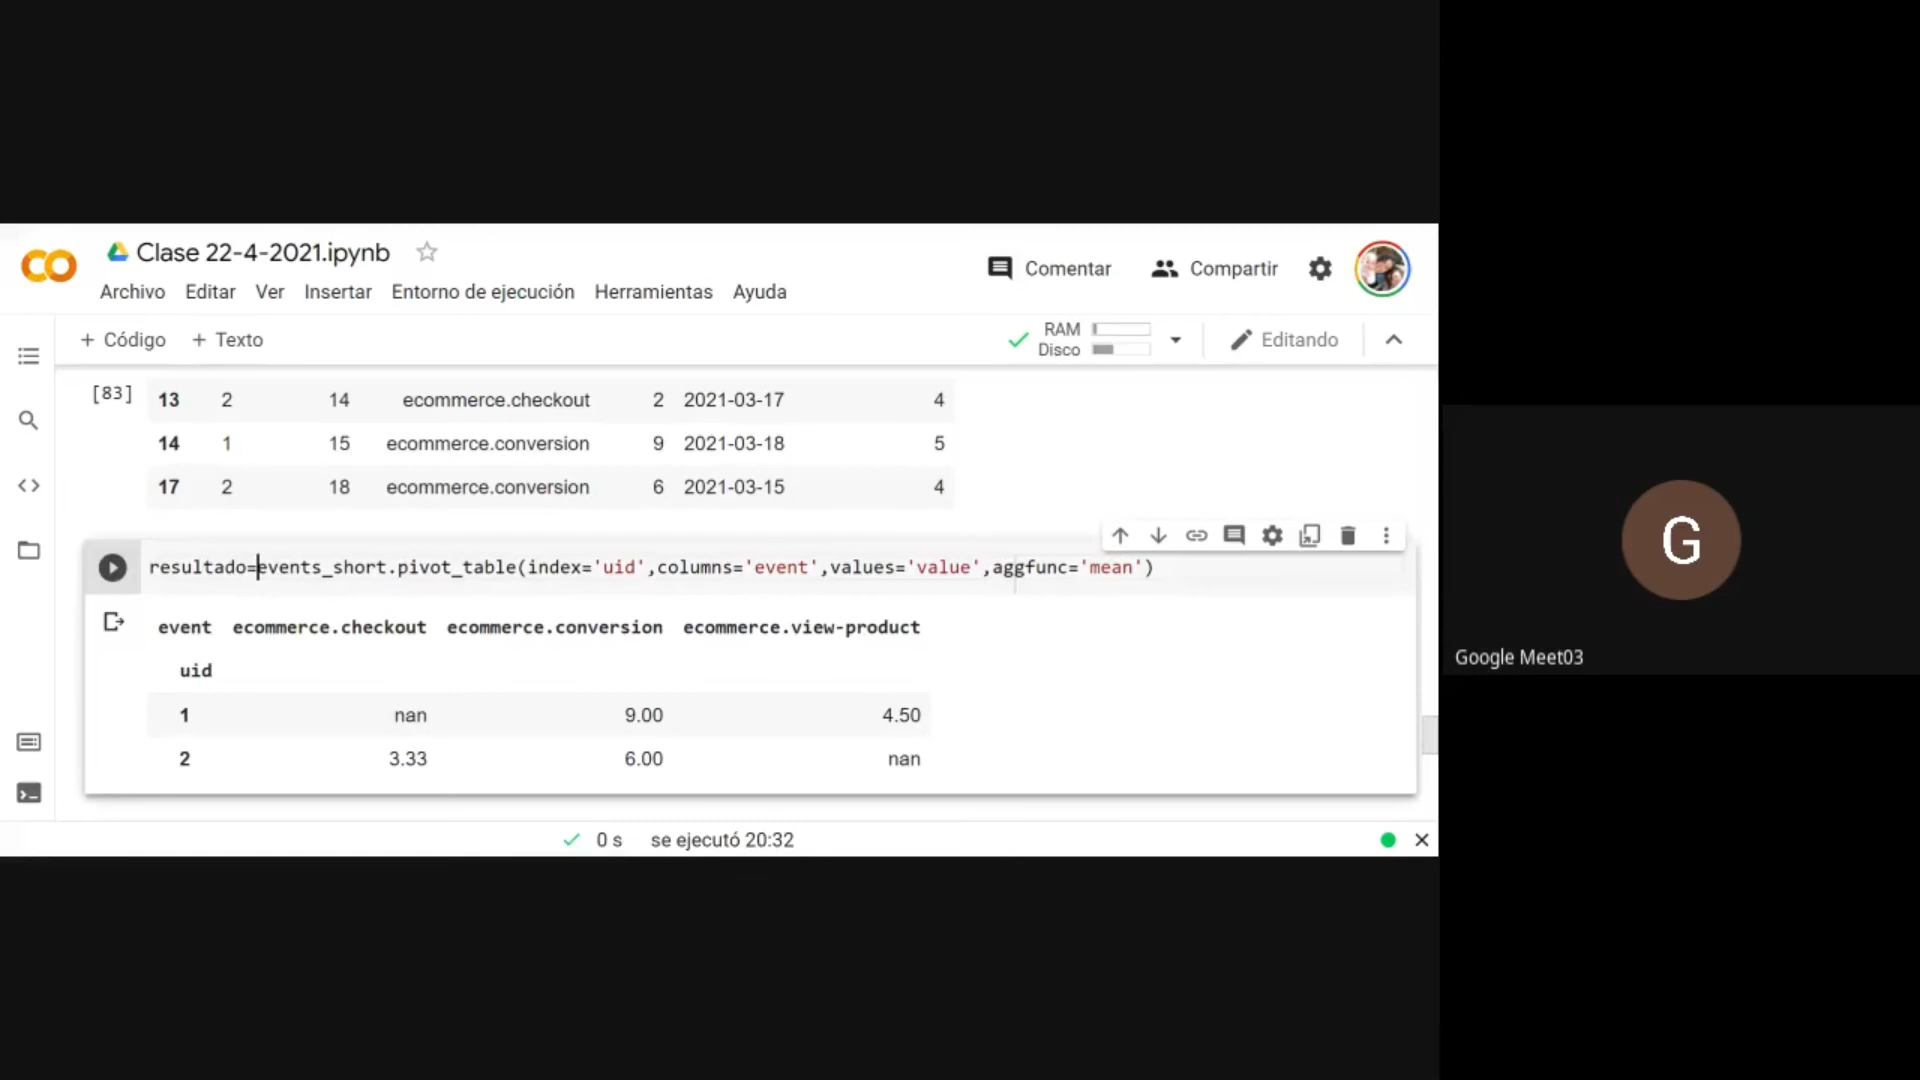 Clase 22-4-2021.ipynb
Comentar
Compartir
Archivo Editar Ver Insertar Entorno de ejecución Herramientas Ayuda
+ Código + Texto
RAM
Disco
Editando
[83]
13 2 14 ecommerce.checkout 2 2021-03-17 4
14 1 15 ecommerce.conversion 9 2021-03-18 5
17 2 18 ecommerce.conversion 6 2021-03-15 4
resultado=events_short.pivot_table(index='uid',columns='event',values='value',aggfunc='mean')
event ecommerce.checkout ecommerce.conversion ecommerce.view-product
uid
1 nan 9.00 4.50
2 3.33 6.00 nan
0 s se ejecutó 20:32
G
Google Meet03